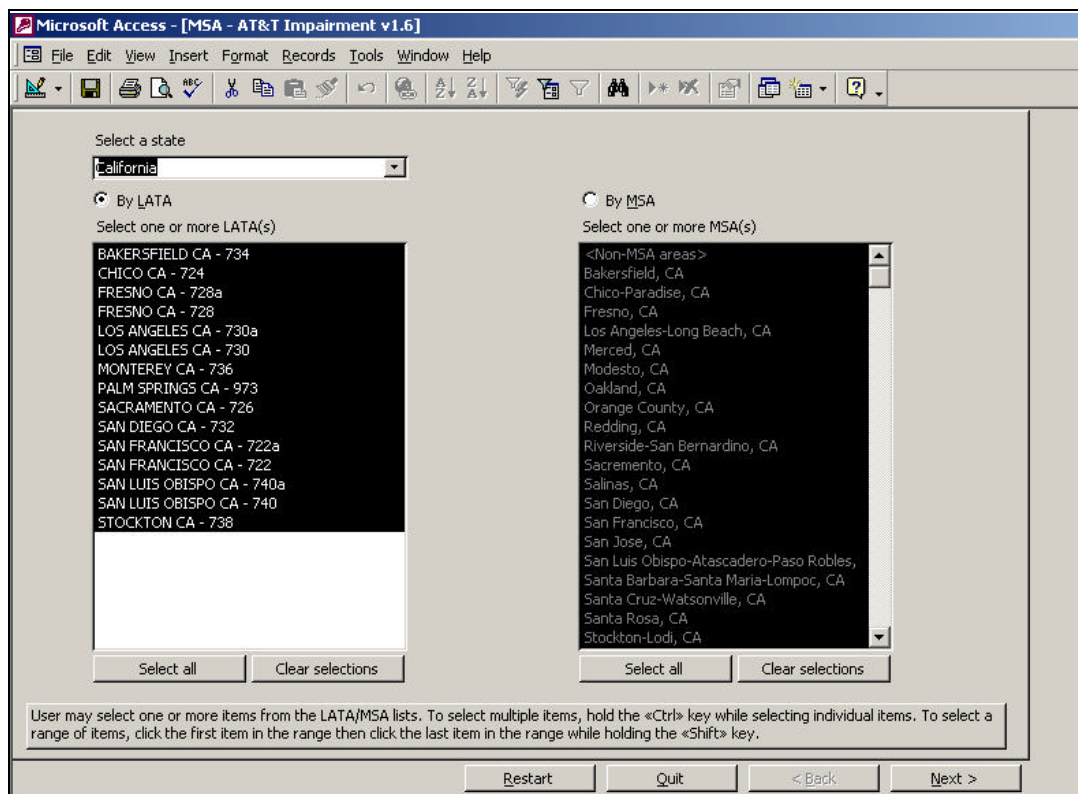 Microsoft Access - [MSA - AT&T Impairment v1.6]
File Edit View Insert Format Records Tools Window Help
Select a state
California
By LATA
Select one or more LATA(s)
BAKERSFIELD CA - 734
CHICO CA - 724
FRESNO CA - 728a
FRESNO CA - 728
LOS ANGELES CA - 730a
LOS ANGELES CA - 730
MONTEREY CA - 736
PALM SPRINGS CA - 973
SACRAMENTO CA - 726
SAN DIEGO CA - 732
SAN FRANCISCO CA - 722a
SAN FRANCISCO CA - 722
SAN LUIS OBISPO CA - 740a
SAN LUIS OBISPO CA - 740
STOCKTON CA - 738
Select all Clear selections
By MSA
Select one or more MSA(s)
<Non-MSA areas>
Bakersfield, CA
Chico-Paradise, CA
Fresno, CA
Los Angeles-Long Beach, CA
Merced, CA
Modesto, CA
Oakland, CA
Orange County, CA
Redding, CA
Riverside-San Bernardino, CA
Sacremento, CA
Salinas, CA
San Diego, CA
San Francisco, CA
San Jose, CA
San Luis Obispo-Atascadero-Paso Robles,
Santa Barbara-Santa Maria-Lompoc, CA
Santa Cruz-Watsonville, CA
Santa Rosa, CA
Stockton-Lodi, CA
Select all Clear selections
User may select one or more items from the LATA/MSA lists. To select multiple items, hold the «Ctrl» key while selecting individual items. To select a
range of items, click the first item in the range then click the last item in the range while holding the «Shift» key.
Restart Quit < Back Next >